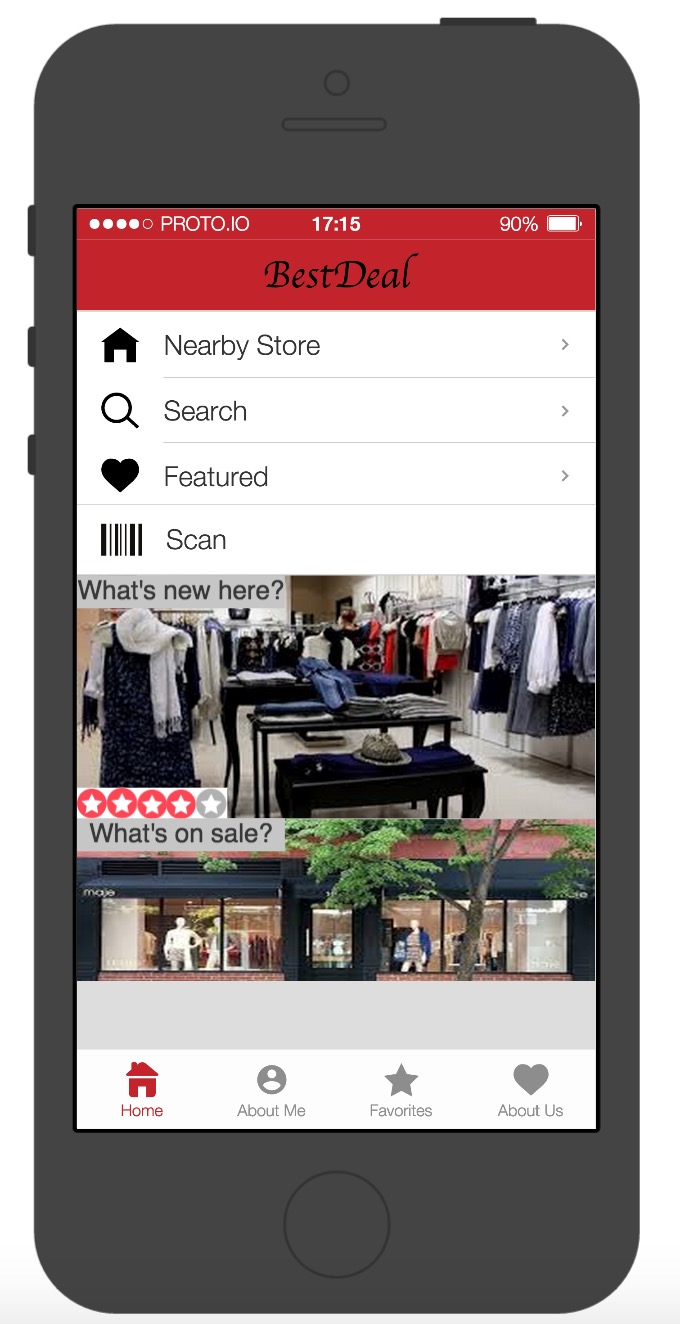 PROTO.IO 17:15 90%
BestDeal
Nearby Store
Search
Featured
Scan
What's new here?
What's on sale?
maje
Home About Me Favorites About Us